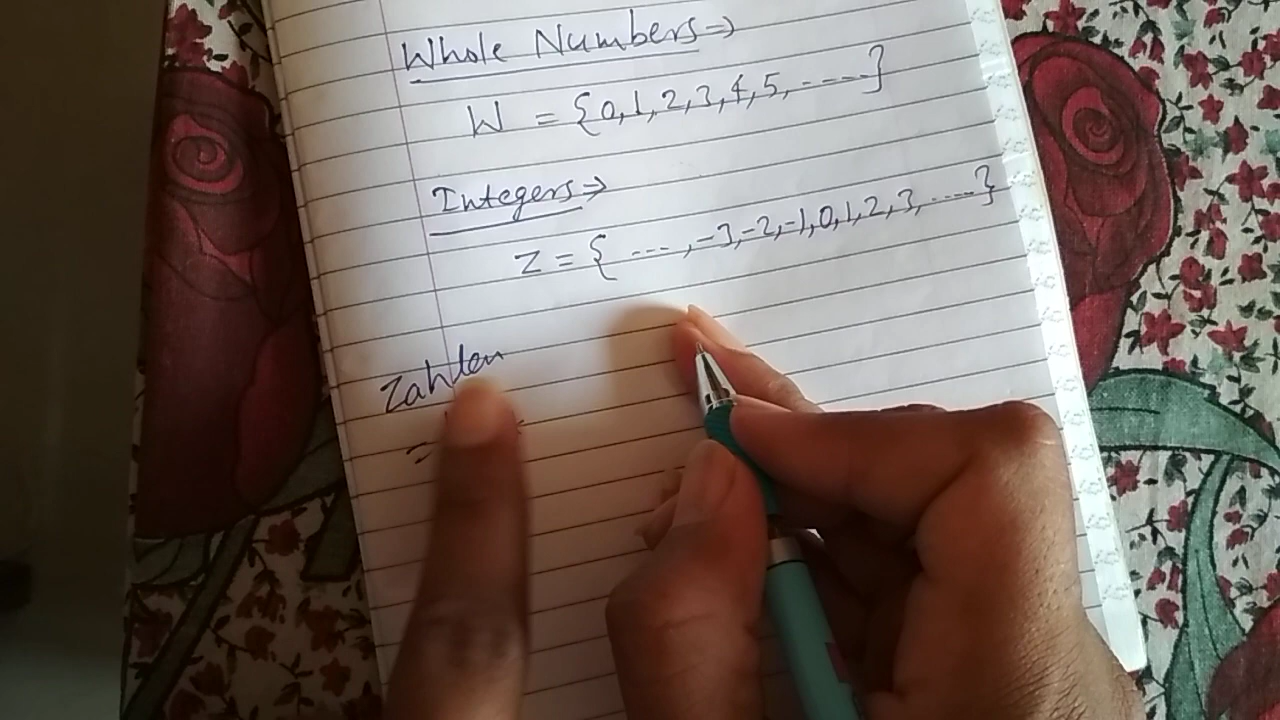 Whole Numbers⇒
W = {0,1,2,3,4,5,-----}
Integers⇒
Z = { ---- ,-3,-2,-1,0,1,2,3,-----}
Zahlen